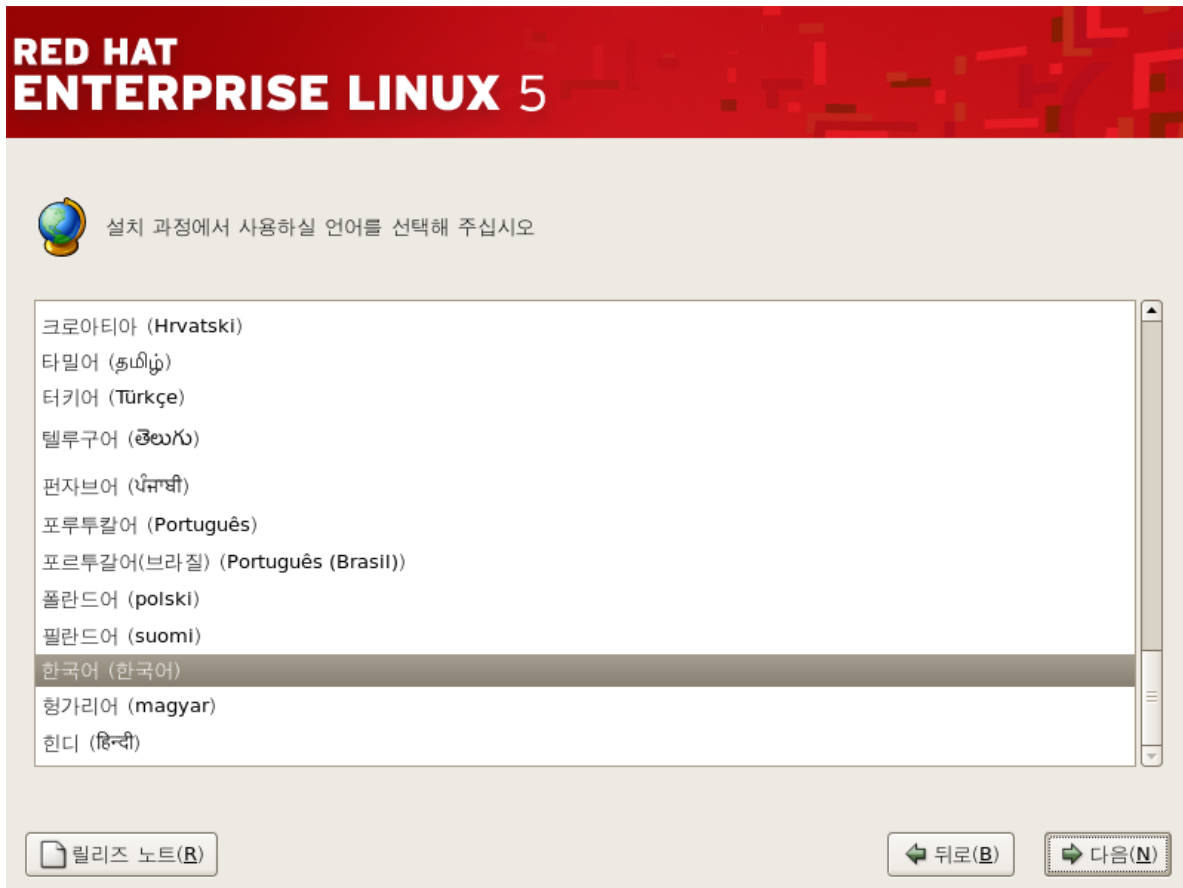 RED HAT
ENTERPRISE LINUX 5
설치 과정에서 사용하실 언어를 선택해 주십시오
크로아티아 (Hrvatski)
타밀어 (தமிழ்)
터키어 (Türkçe)
텔루구어 (తెలుగు)
펀자브어 (ਪੰਜਾਬੀ)
포루투칼어 (Português)
포르투갈어(브라질) (Português (Brasil))
폴란드어 (polski)
필란드어 (suomi)
한국어 (한국어)
헝가리어 (magyar)
힌디 (हिन्दी)
릴리즈 노트(R) 뒤로(B) 다음(N)